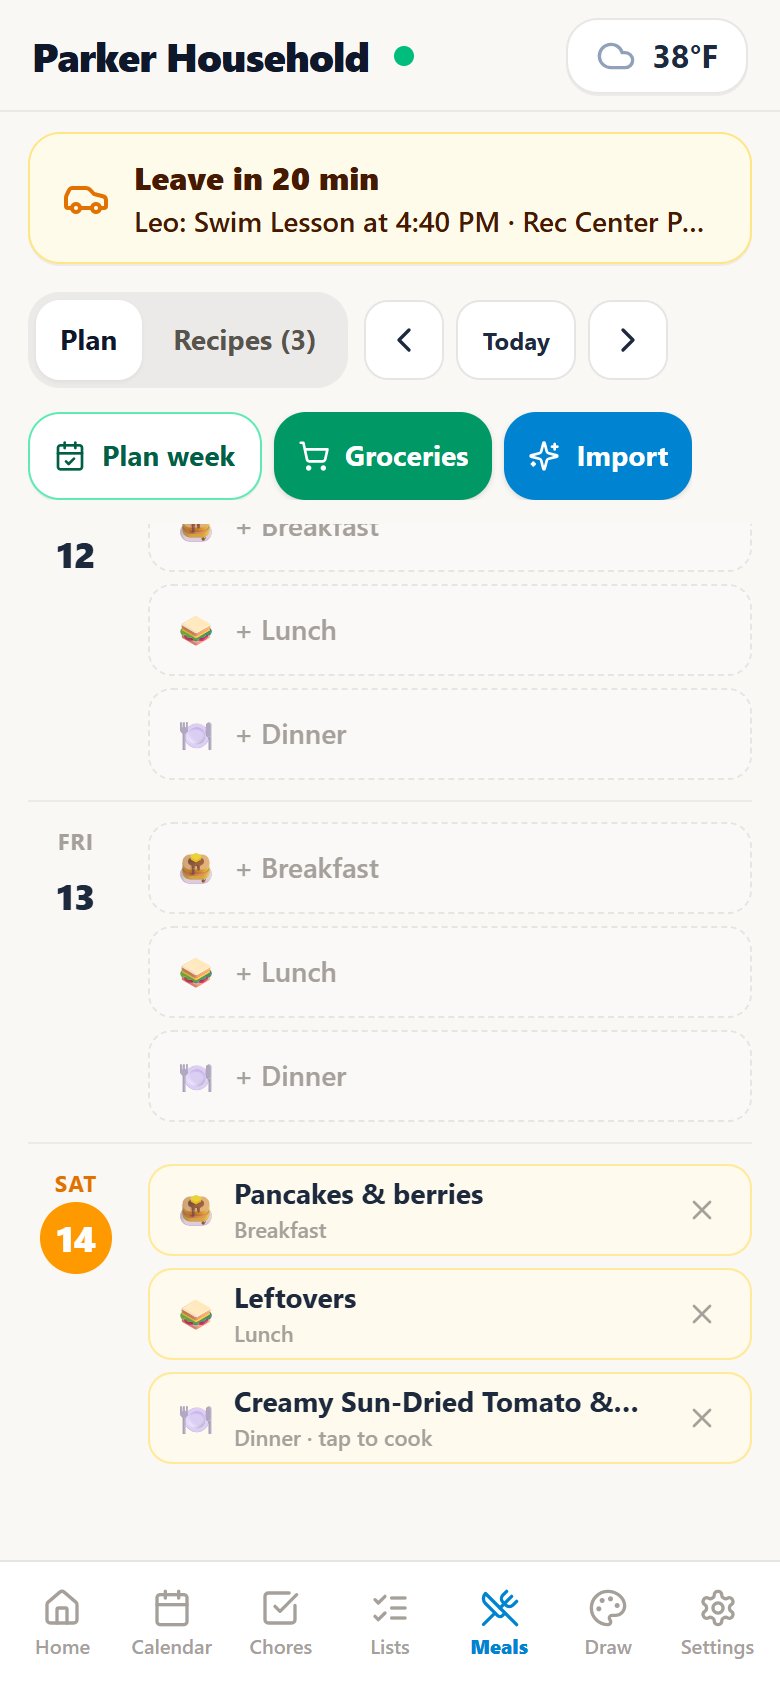 Parker Household
38°F
Leave in 20 min
Leo: Swim Lesson at 4:40 PM · Rec Center P...
Plan
Recipes (3)
Today
Plan week
Groceries
Import
12
+ Breakfast
+ Lunch
+ Dinner
FRI
13
+ Breakfast
+ Lunch
+ Dinner
SAT
14
Pancakes & berries
Breakfast
Leftovers
Lunch
Creamy Sun-Dried Tomato &...
Dinner · tap to cook
Home
Calendar
Chores
Lists
Meals
Draw
Settings